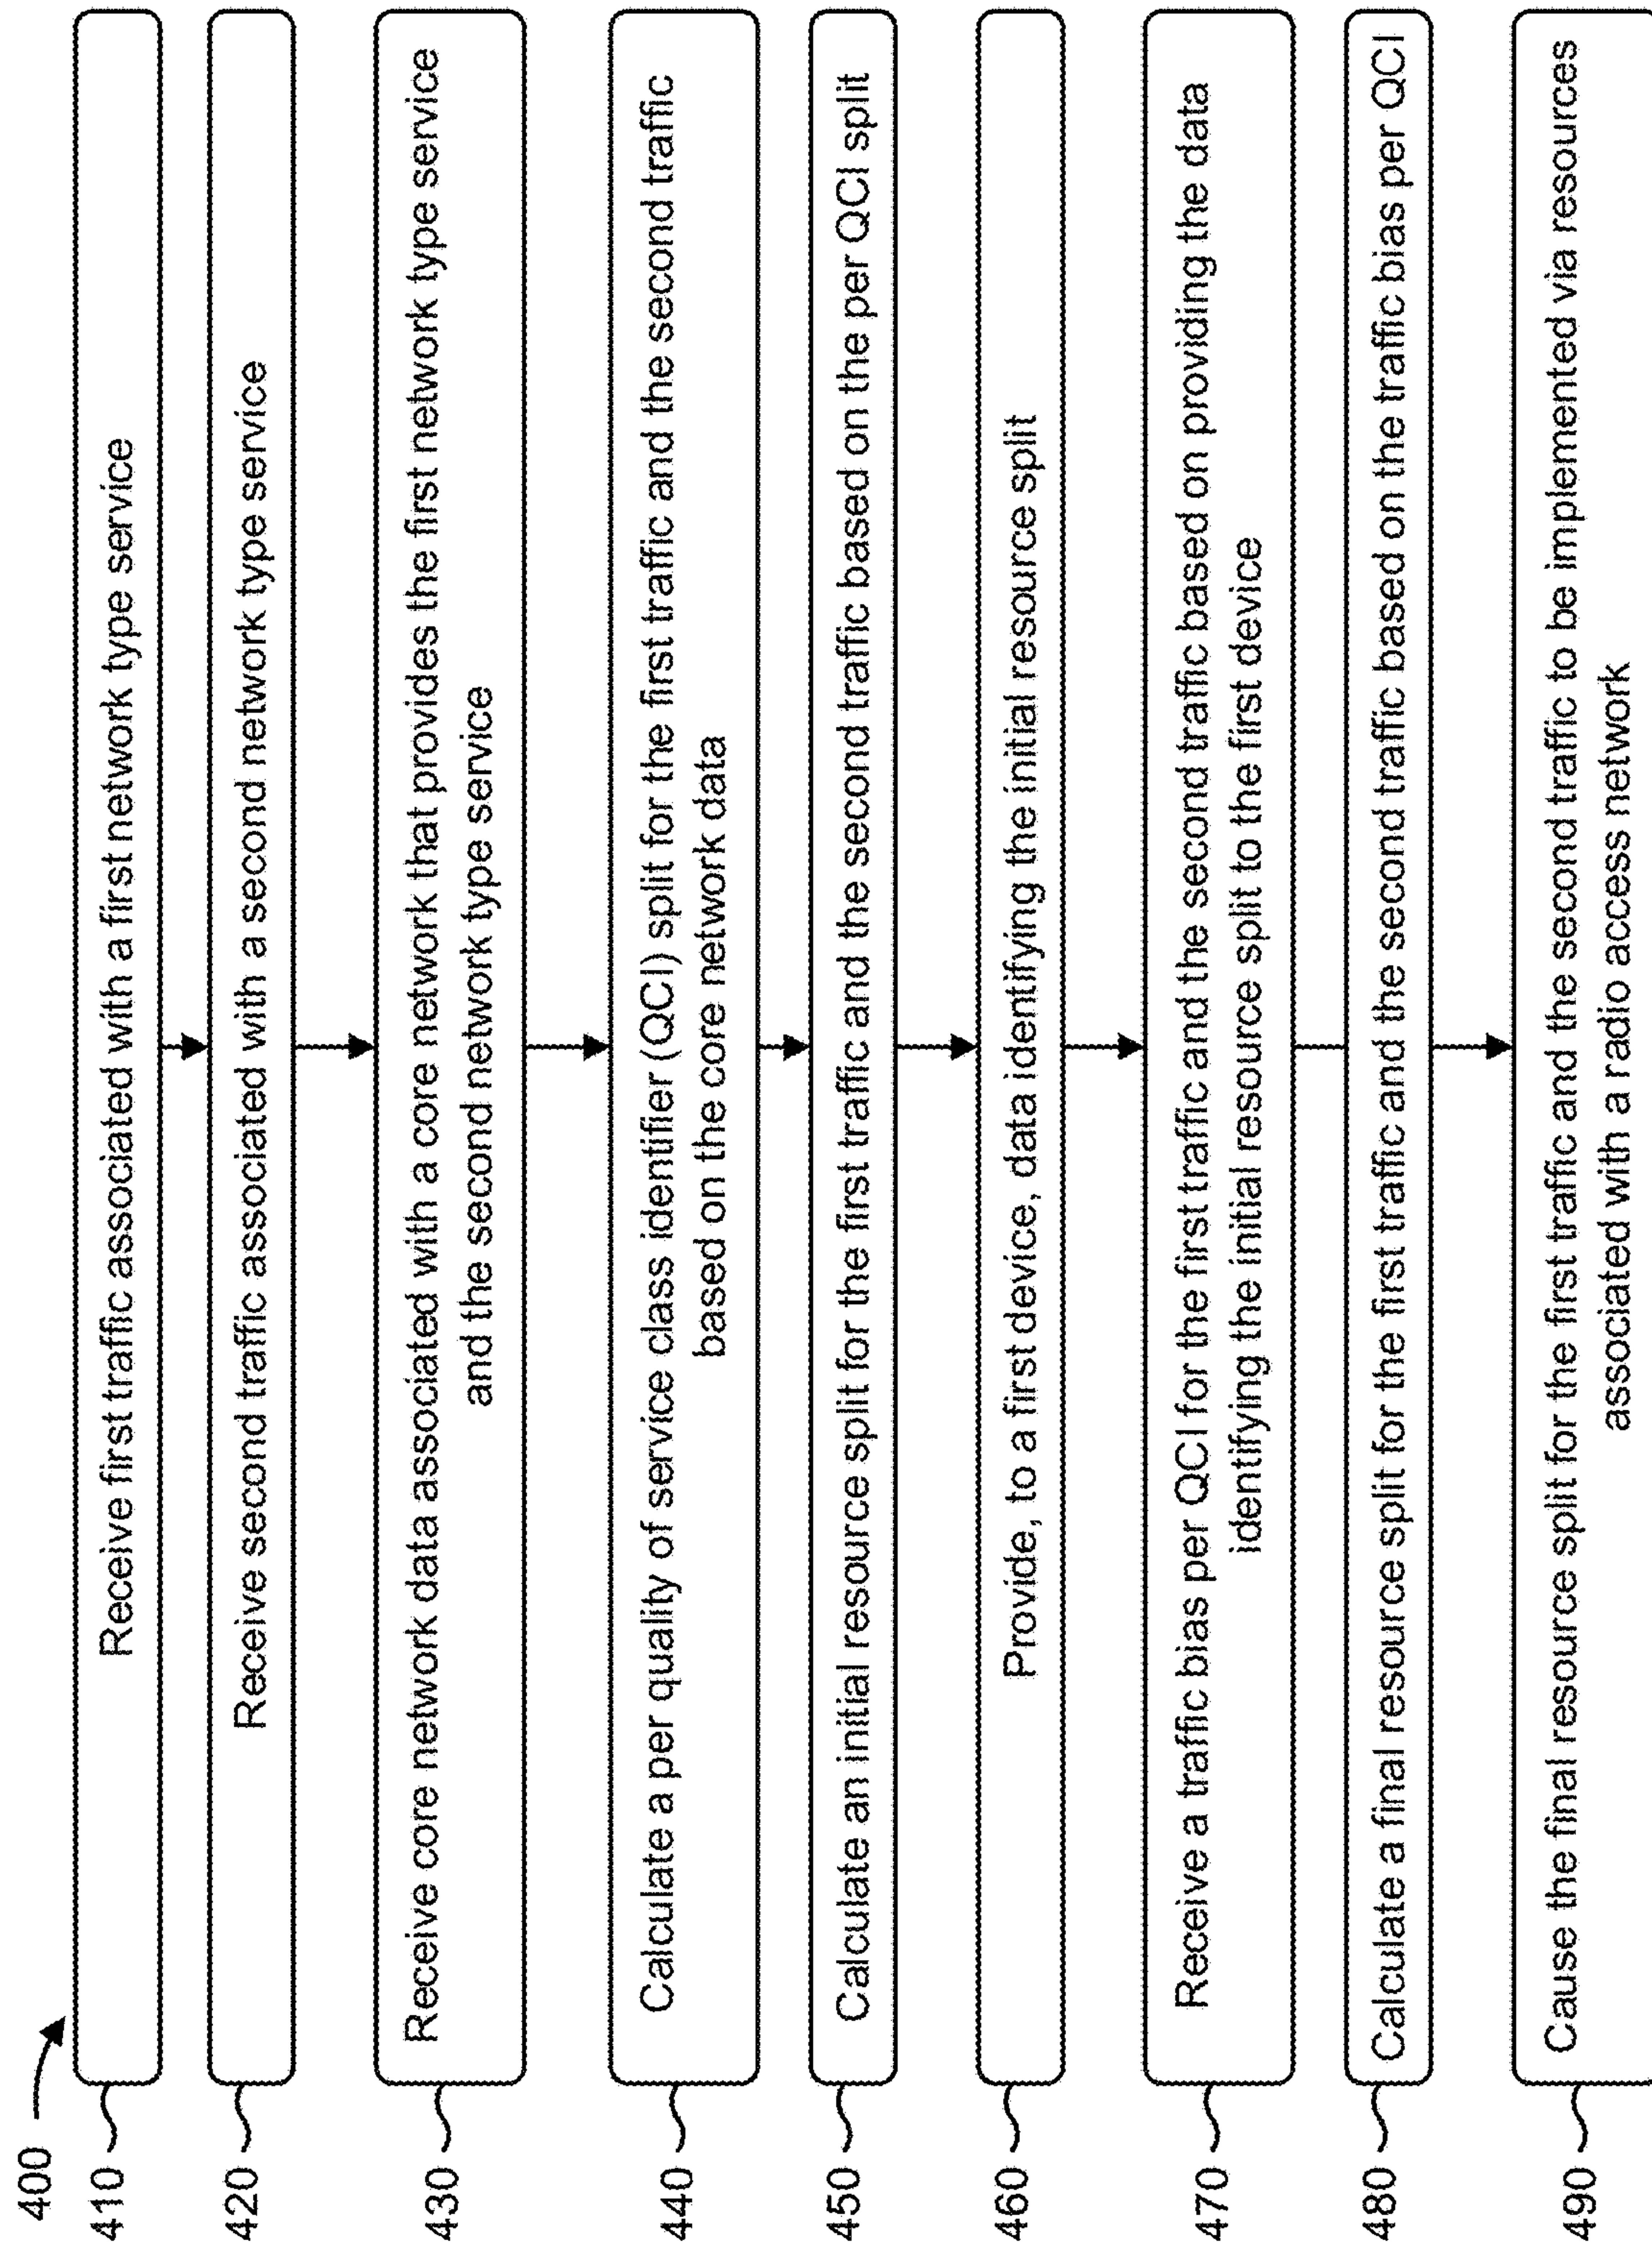 400
410
Receive first traffic associated with a first network type service
420
Receive second traffic associated with a second network type service
430
Receive core network data associated with a core network that provides the first network type service
and the second network type service
440
Calculate a per quality of service class identifier (QCI) split for the first traffic and the second traffic
based on the core network data
450
Calculate an initial resource split for the first traffic and the second traffic based on the per QCI split
460
Provide, to a first device, data identifying the initial resource split
470
Receive a traffic bias per QCI for the first traffic and the second traffic based on providing the data
identifying the initial resource split to the first device
480
Calculate a final resource split for the first traffic and the second traffic based on the traffic bias per QCI
490
Cause the final resource split for the first traffic and the second traffic to be implemented via resources
associated with a radio access network